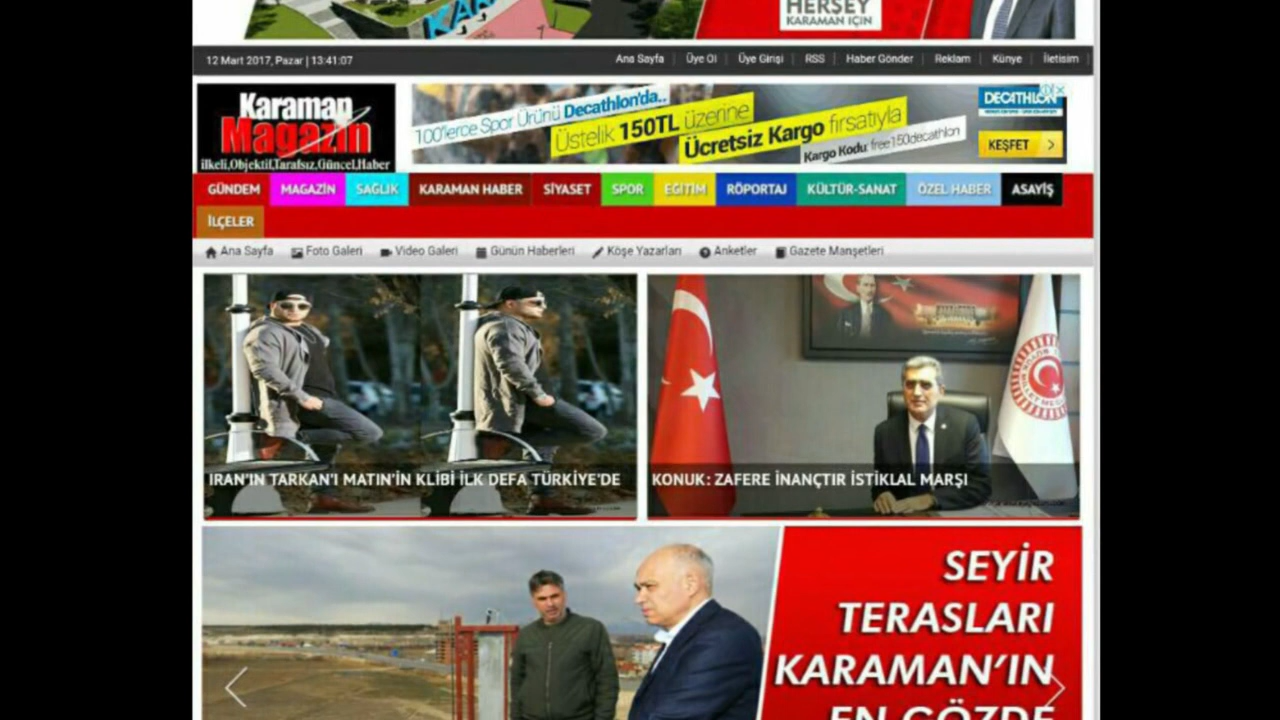 HERŞEY
KARAMAN İÇİN
12 Mart 2017, Pazar | 13:41:07
Ana Sayfa
Üye Ol
Üye Girişi
RSS
Haber Gönder
Reklam
Künye
İletisim
Karaman
Magazin
ilkeli,Objektif,Tarafsız,Güncel,Haber
100'lerce Spor Ürünü Decathlon'da..
Üstelik 150TL üzerine
Ücretsiz Kargo fırsatıyla
Kargo Kodu: free150decathlon
DECATHLON
KEŞFET
GÜNDEM
MAGAZİN
SAĞLIK
KARAMAN HABER
SİYASET
SPOR
EĞİTİM
RÖPORTAJ
KÜLTÜR-SANAT
ÖZEL HABER
ASAYİŞ
İLÇELER
Ana Sayfa
Foto Galeri
Video Galeri
Günün Haberleri
Köşe Yazarları
Anketler
Gazete Manşetleri
IRAN'IN TARKAN'I MATIN'İN KLİBİ İLK DEFA TÜRKİYE'DE
KONUK: ZAFERE İNANÇTIR İSTİKLAL MARŞI
SEYİR
TERASLARI
KARAMAN'IN
EN GÖZDE